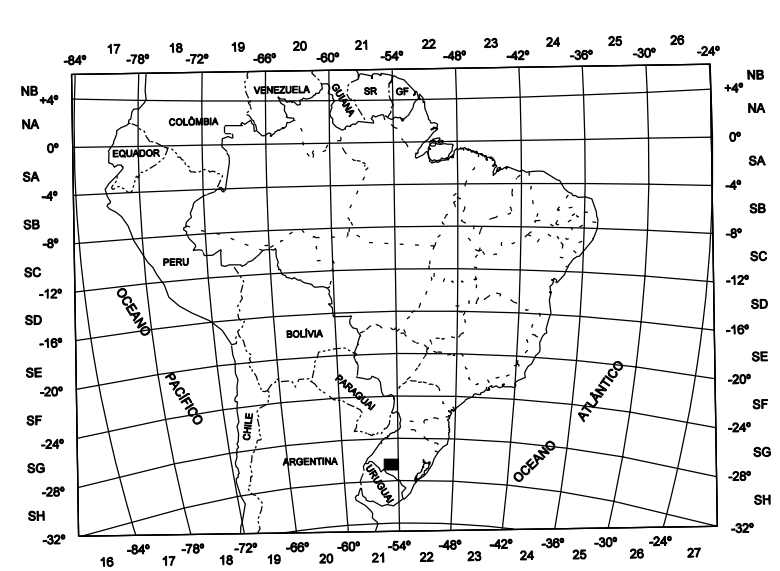 17 18 19 20 21 22 23 24 25 26
-84° -78° -72° -66° -60° -54° -48° -42° -36° -30° -24°
NB VENEZUELA GUIANA SR GF NB
+4° +4°
NA COLÔMBIA NA
0° EQUADOR 0°
SA SA
-4° -4°
SB SB
-8° -8°
SC PERU SC
-12° -12°
SD OCEANO SD
-16° BOLÍVIA -16°
SE SE
-20° PACÍFICO PARAGUAI ATLÂNTICO -20°
SF CHILE SF
-24° -24°
SG ARGENTINA OCEANO SG
-28° URUGUAI -28°
SH SH
-32° -32°
-84° -78° -72° -66° -60° -54° -48° -42° -36° -30° -24°
16 17 18 19 20 21 22 23 24 25 26 27